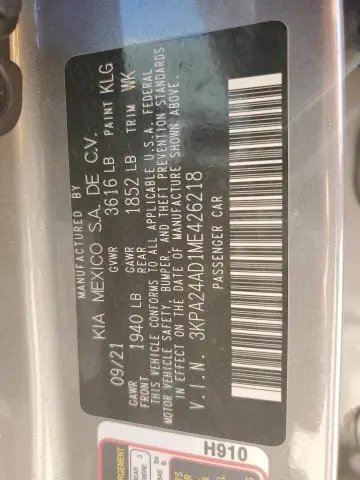 MANUFACTURED BY
KIA MEXICO S.A. DE C.V.
09/21 GVWR 3616 LB PAINT KLG
GAWR FRONT 1940 LB GAWR REAR 1852 LB TRIM WK
THIS VEHICLE CONFORMS TO ALL APPLICABLE U.S.A. FEDERAL
MOTOR VEHICLE SAFETY, BUMPER, AND THEFT PREVENTION STANDARDS
IN EFFECT ON THE DATE OF MANUFACTURE SHOWN ABOVE.
V.I.N. 3KPA24AD1ME426218
PASSENGER CAR
H910